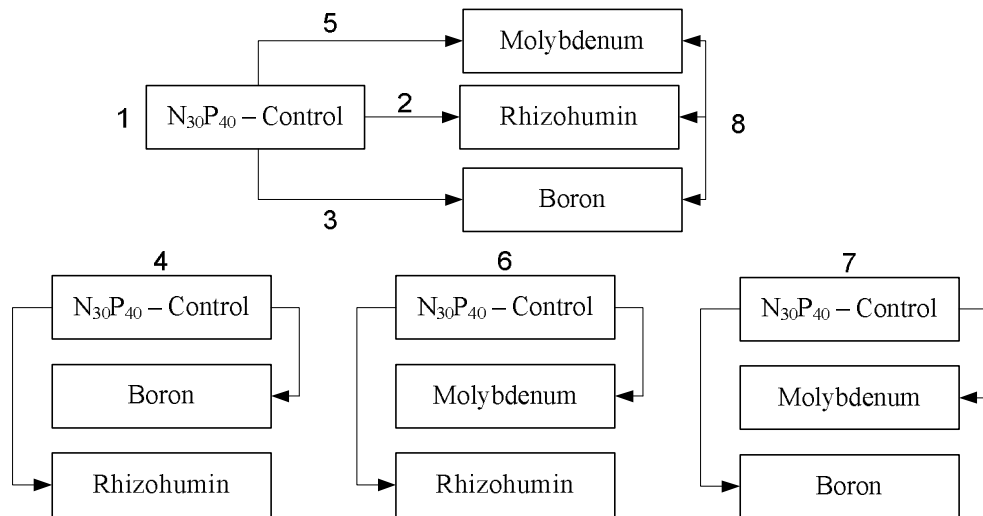 5
Molybdenum
1
N₃₀P₄₀ – Control
2
Rhizohumin
8
3
Boron
4
N₃₀P₄₀ – Control
Boron
Rhizohumin
6
N₃₀P₄₀ – Control
Molybdenum
Rhizohumin
7
N₃₀P₄₀ – Control
Molybdenum
Boron